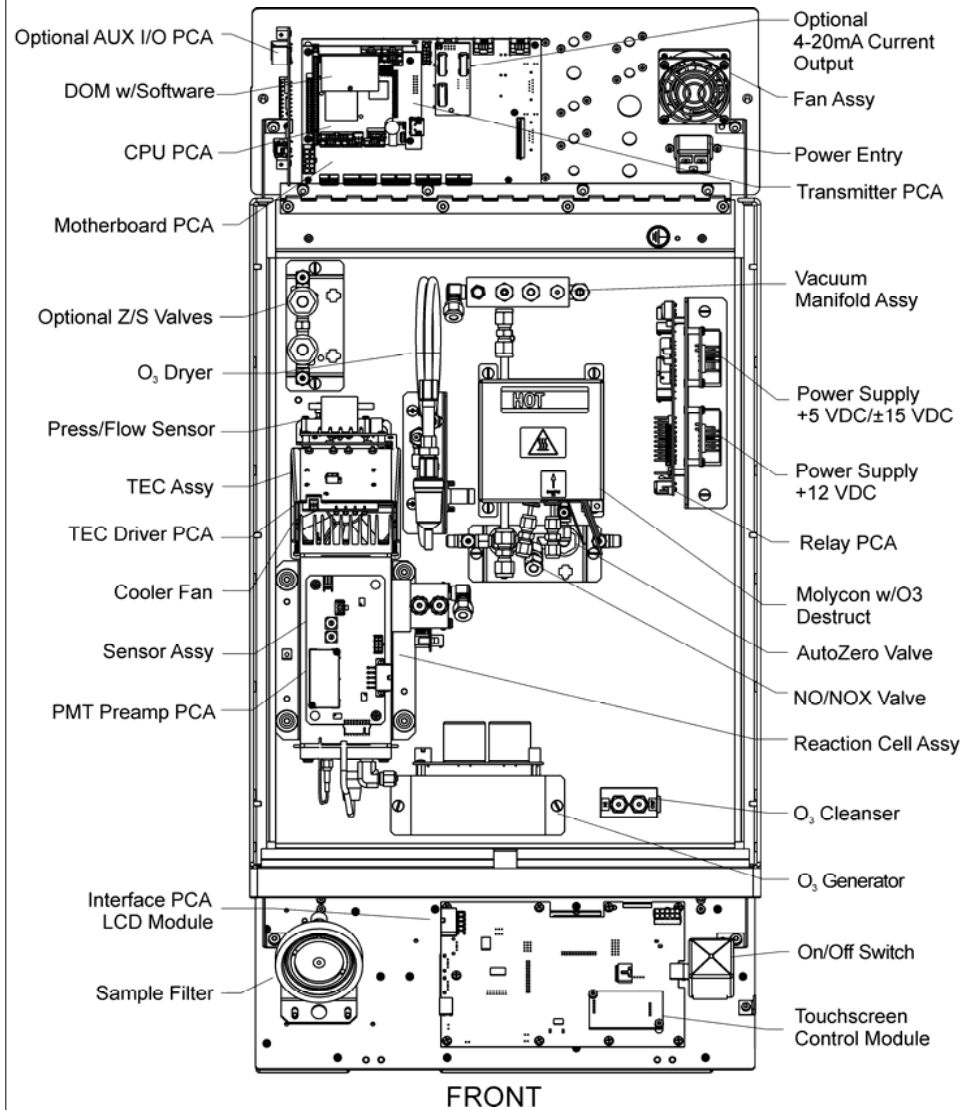 Optional AUX I/O PCA
DOM w/Software
CPU PCA
Motherboard PCA
Optional Z/S Valves
O₃ Dryer
Press/Flow Sensor
TEC Assy
TEC Driver PCA
Cooler Fan
Sensor Assy
PMT Preamp PCA
Interface PCA
LCD Module
Sample Filter
Optional
4-20mA Current
Output
Fan Assy
Power Entry
Transmitter PCA
Vacuum
Manifold Assy
Power Supply
+5 VDC/±15 VDC
Power Supply
+12 VDC
Relay PCA
Molycon w/O3
Destruct
AutoZero Valve
NO/NOX Valve
Reaction Cell Assy
O₃ Cleanser
O₃ Generator
On/Off Switch
Touchscreen
Control Module
HOT
FRONT